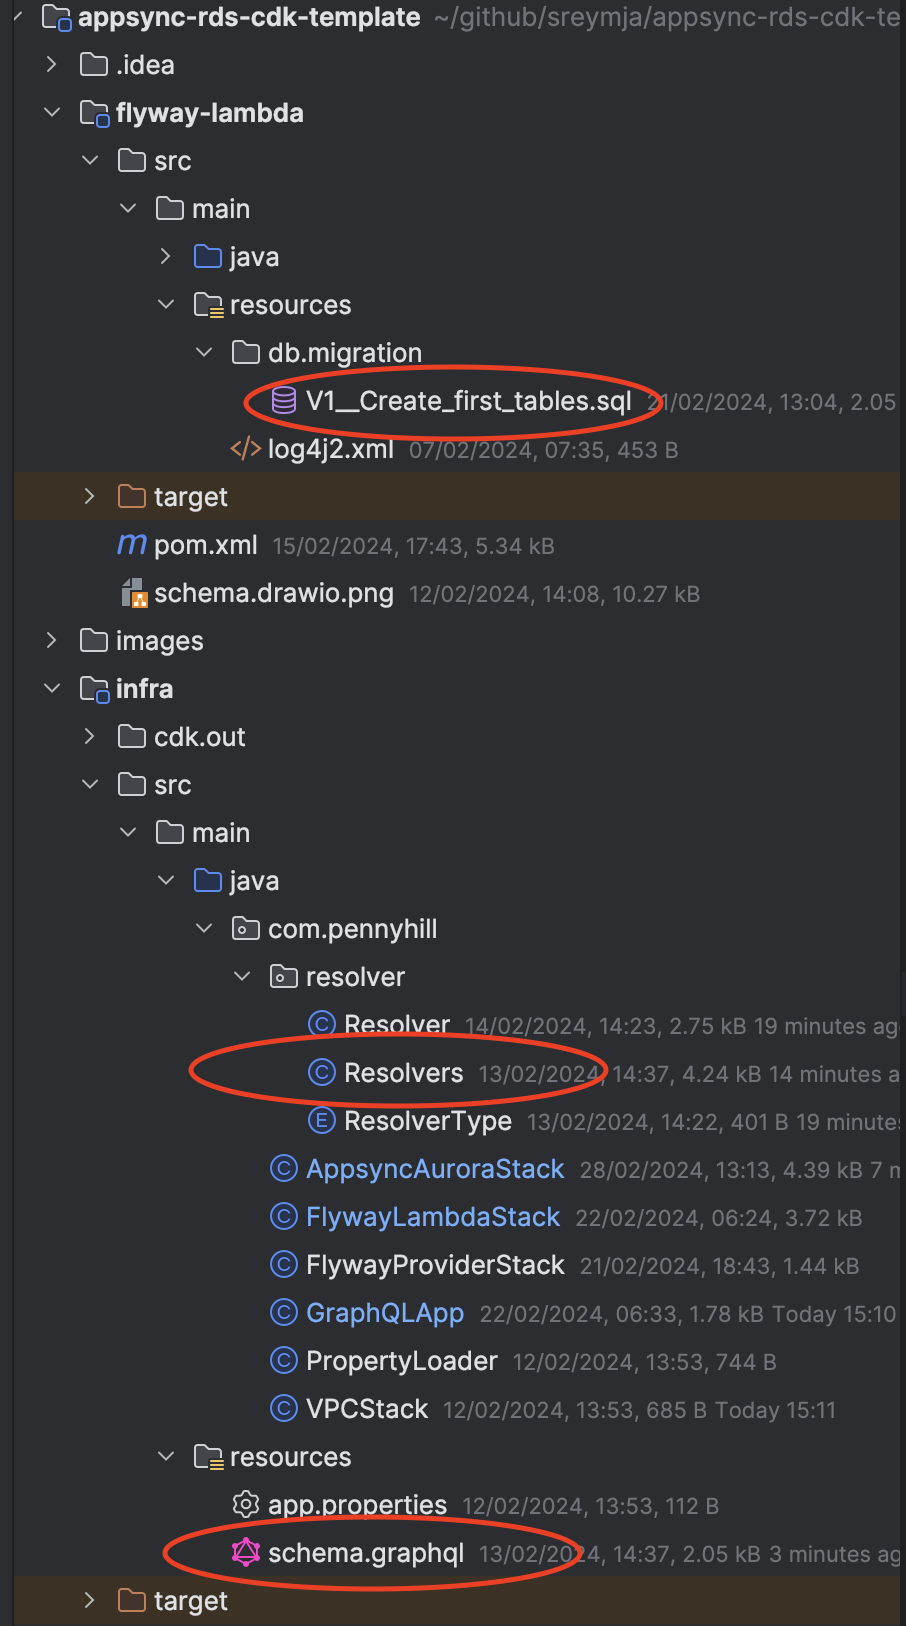 appsync-rds-cdk-template ~/github/sreymja/appsync-rds-cdk-te
.idea
flyway-lambda
src
main
java
resources
db.migration
V1__Create_first_tables.sql 21/02/2024, 13:04, 2.05
log4j2.xml 07/02/2024, 07:35, 453 B
target
pom.xml 15/02/2024, 17:43, 5.34 kB
schema.drawio.png 12/02/2024, 14:08, 10.27 kB
images
infra
cdk.out
src
main
java
com.pennyhill
resolver
Resolver 14/02/2024, 14:23, 2.75 kB 19 minutes ag
Resolvers 13/02/2024, 14:37, 4.24 kB 14 minutes a
ResolverType 13/02/2024, 14:22, 401 B 19 minutes
AppsyncAuroraStack 28/02/2024, 13:13, 4.39 kB 7 m
FlywayLambdaStack 22/02/2024, 06:24, 3.72 kB
FlywayProviderStack 21/02/2024, 18:43, 1.44 kB
GraphQLApp 22/02/2024, 06:33, 1.78 kB Today 15:10
PropertyLoader 12/02/2024, 13:53, 744 B
VPCStack 12/02/2024, 13:53, 685 B Today 15:11
resources
app.properties 12/02/2024, 13:53, 112 B
schema.graphql 13/02/2024, 14:37, 2.05 kB 3 minutes ag
target